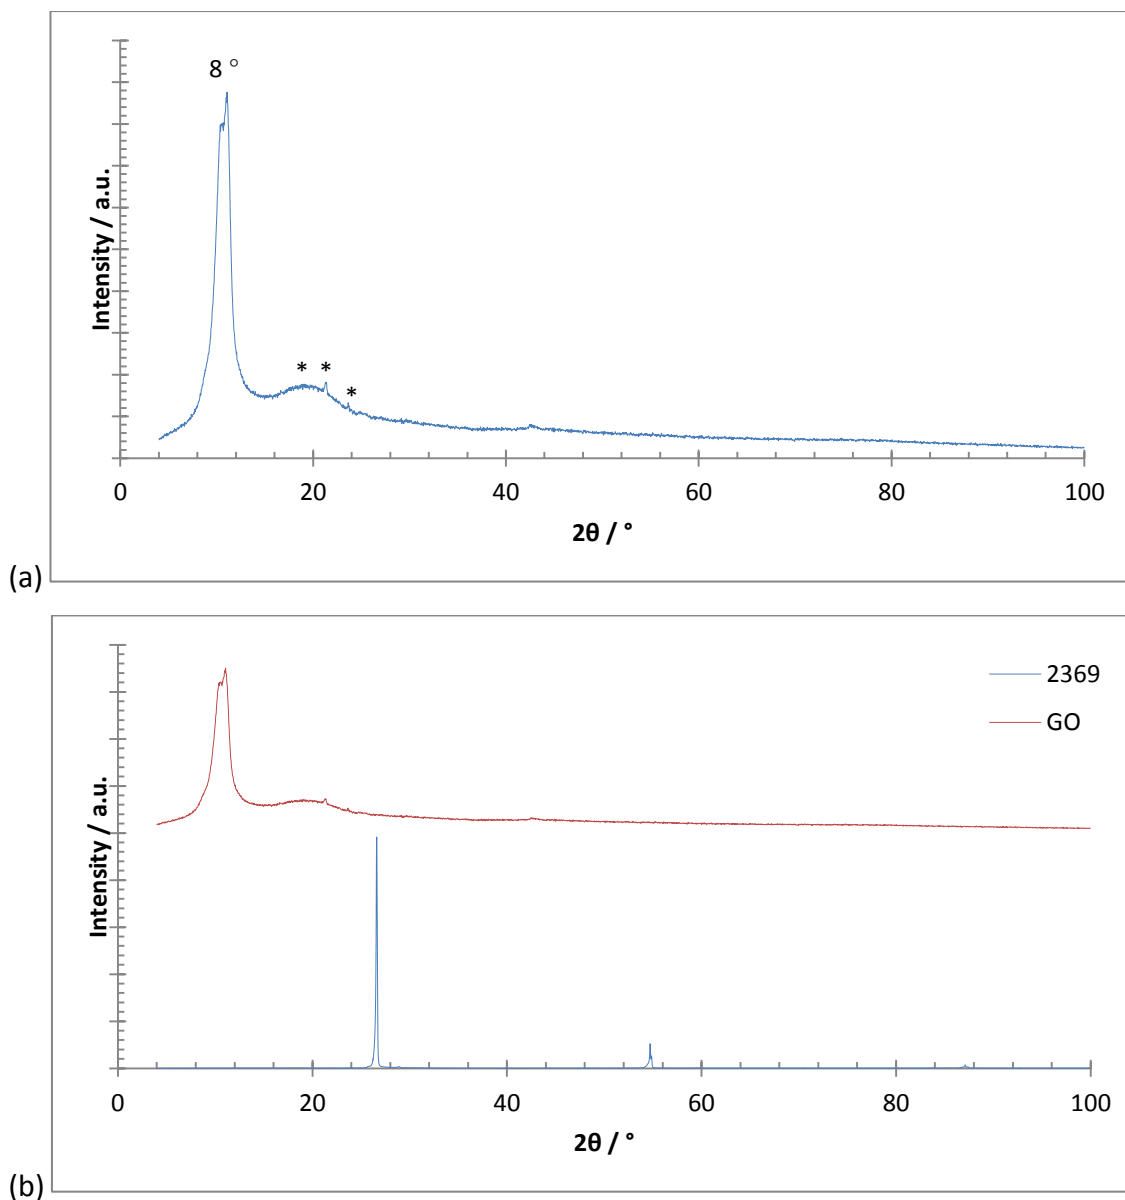 8 °
Intensity / a.u.
* * *
0 20 40 60 80 100
2θ / °
(a)
2369
GO
Intensity / a.u.
0 20 40 60 80 100
2θ / °
(b)